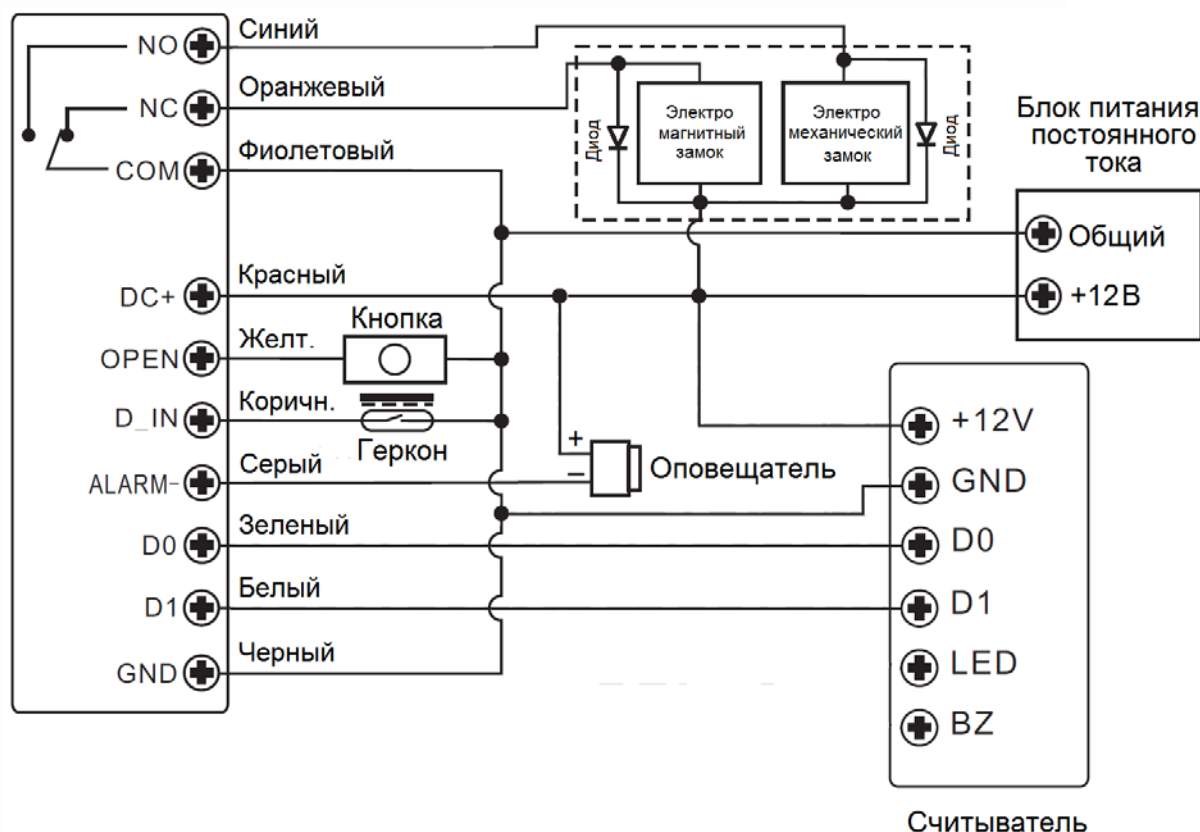 NO
Синий
NC
Оранжевый
COM
Фиолетовый
DC+
Красный
OPEN
Желт.
Кнопка
D_IN
Коричн.
Геркон
ALARM-
Серый
D0
Зеленый
D1
Белый
GND
Черный
Диод
Электро
магнитный
замок
Электро
механический
замок
Диод
+
−
Оповещатель
Блок питания
постоянного
тока
Общий
+12В
+12V
GND
D0
D1
LED
BZ
Считыватель